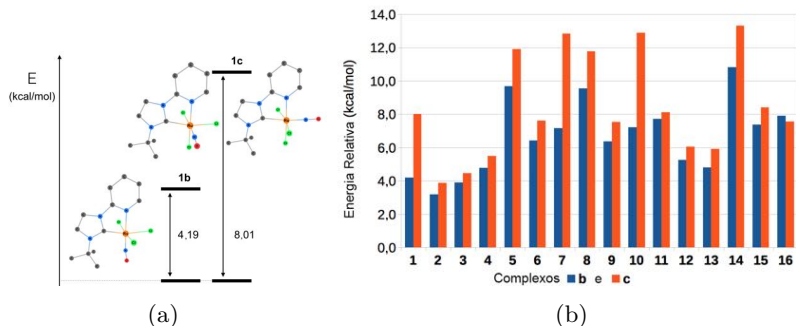 E
(kcal/mol)
1c
1b
4,19
8,01
(a)
Energia Relativa (kcal/mol)
14,0
12,0
10,0
8,0
6,0
4,0
2,0
0,0
1 2 3 4 5 6 7 8 9 10 11 12 13 14 15 16
Complexos b e c
(b)